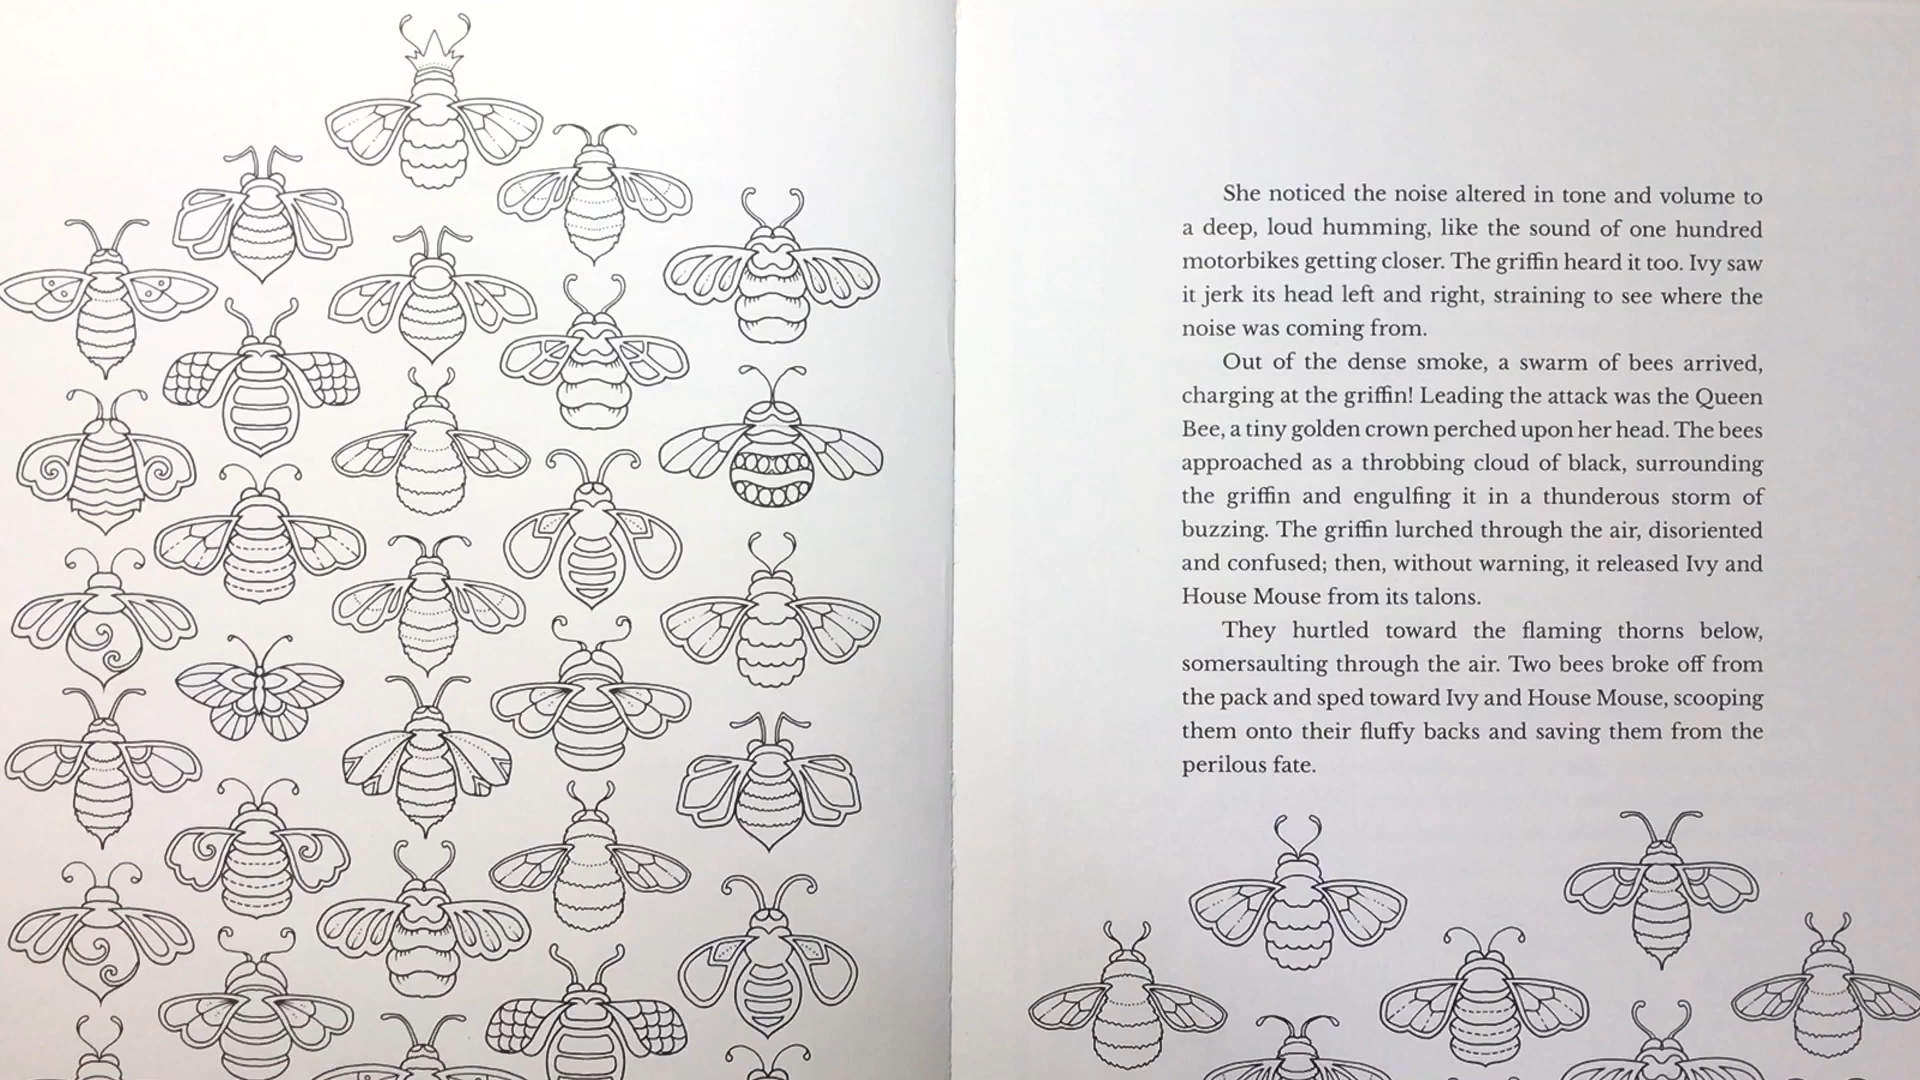 She noticed the noise altered in tone and volume to
a deep, loud humming, like the sound of one hundred
motorbikes getting closer. The griffin heard it too. Ivy saw
it jerk its head left and right, straining to see where the
noise was coming from.
Out of the dense smoke, a swarm of bees arrived,
charging at the griffin! Leading the attack was the Queen
Bee, a tiny golden crown perched upon her head. The bees
approached as a throbbing cloud of black, surrounding
the griffin and engulfing it in a thunderous storm of
buzzing. The griffin lurched through the air, disoriented
and confused; then, without warning, it released Ivy and
House Mouse from its talons.
They hurtled toward the flaming thorns below,
somersaulting through the air. Two bees broke off from
the pack and sped toward Ivy and House Mouse, scooping
them onto their fluffy backs and saving them from the
perilous fate.